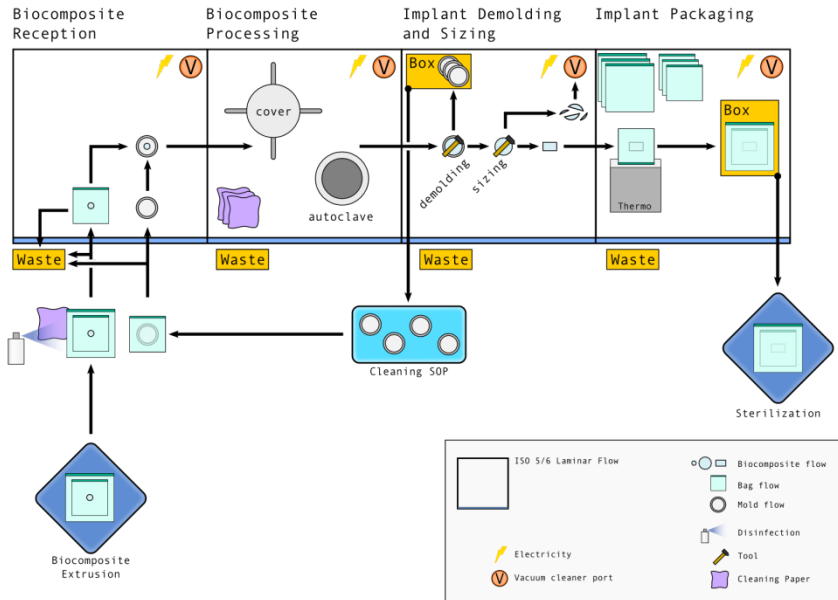 Biocomposite
Reception
Biocomposite
Processing
Implant Demolding
and Sizing
Implant Packaging
V
V
Box
V
Box
cover
autoclave
demolding
sizing
Thermo
Waste
Waste
Waste
Waste
Cleaning SOP
Sterilization
Biocomposite
Extrusion
ISO 5/6 Laminar Flow
Electricity
V
Vacuum cleaner port
Biocomposite flow
Bag flow
Mold flow
Disinfection
Tool
Cleaning Paper